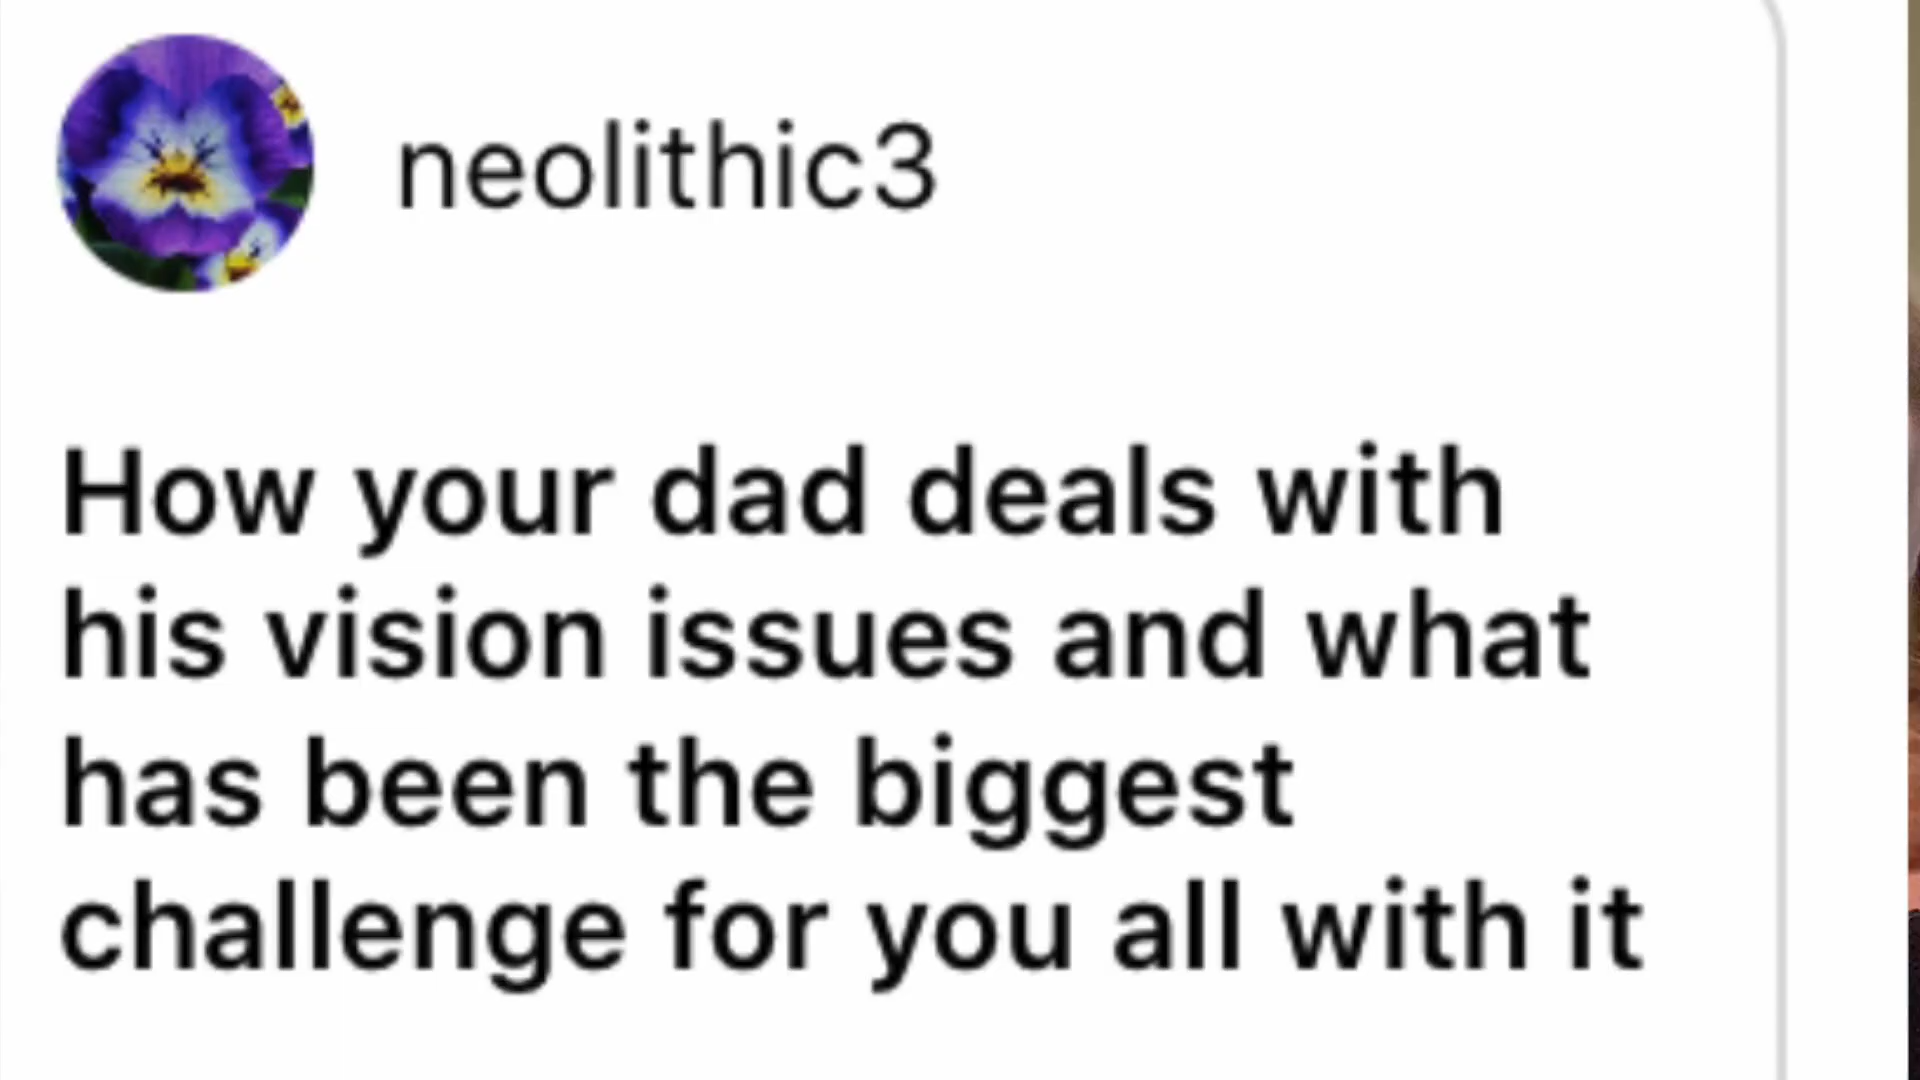 neolithic3
How your dad deals with
his vision issues and what
has been the biggest
challenge for you all with it